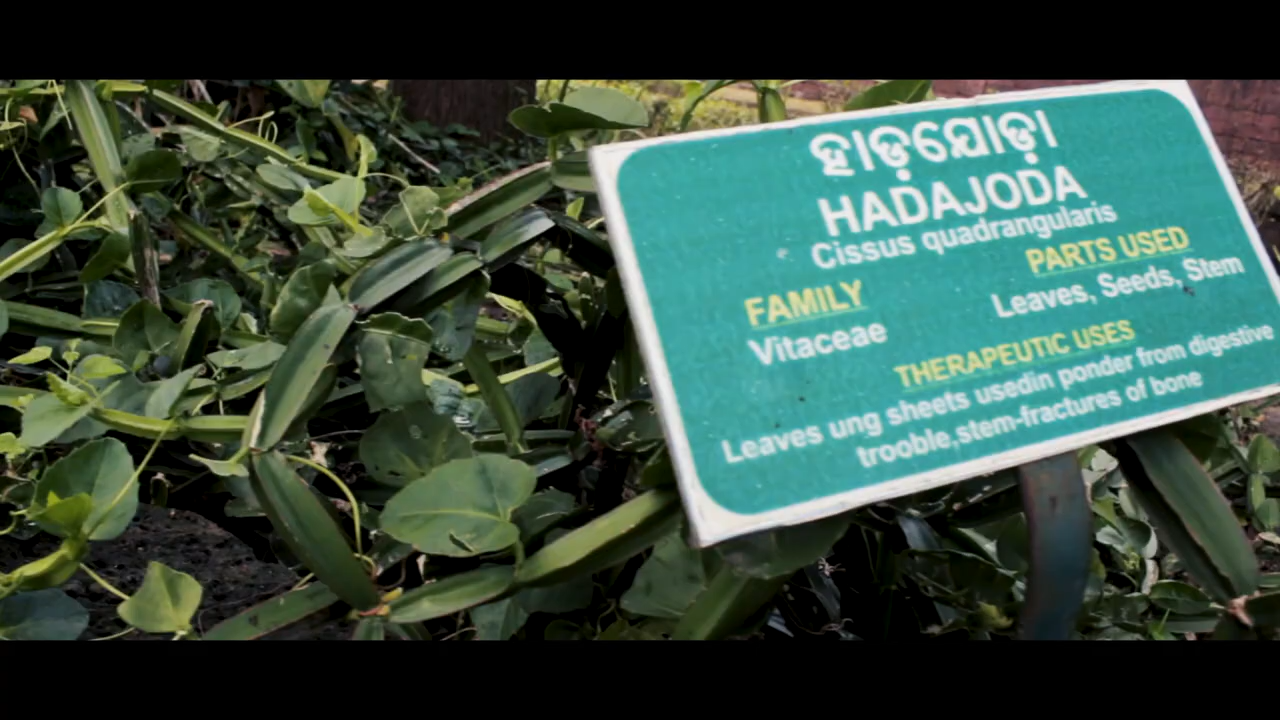 ହାଡ଼ଯୋଡ଼ା
HADAJODA
Cissus quadrangularis
FAMILY
Vitaceae
PARTS USED
Leaves, Seeds, Stem
THERAPEUTIC USES
Leaves ung sheets usedin ponder from digestive
trooble,stem-fractures of bone